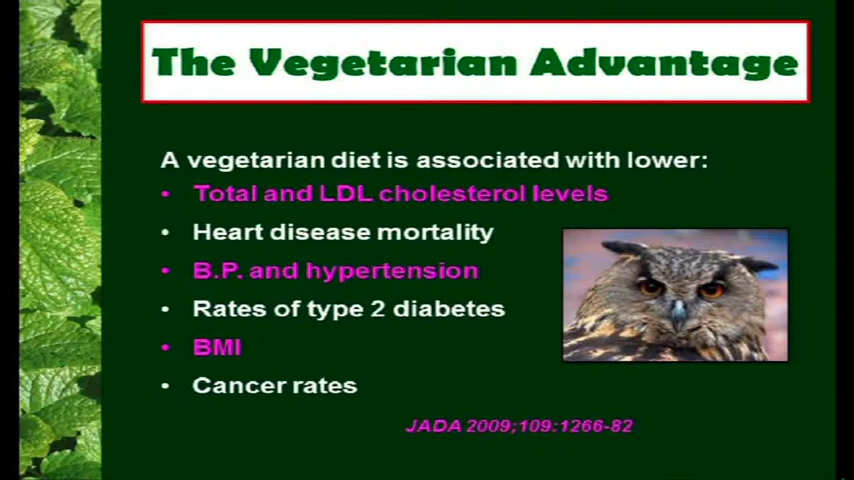 The Vegetarian Advantage
A vegetarian diet is associated with lower:
• Total and LDL cholesterol levels
• Heart disease mortality
• B.P. and hypertension
• Rates of type 2 diabetes
• BMI
• Cancer rates
JADA 2009;109:1266-82